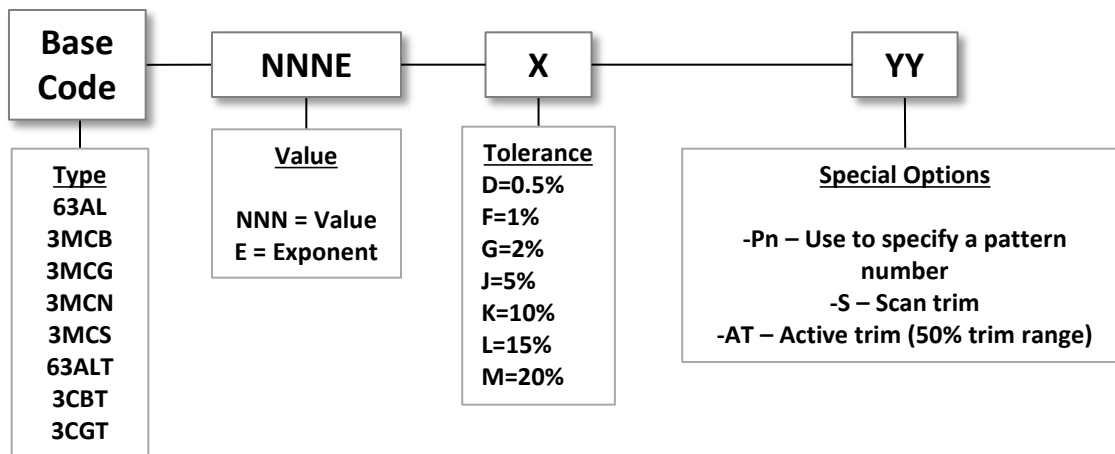 Base
Code
NNNE
X
YY
Type
63AL
3MCB
3MCG
3MCN
3MCS
63ALT
3CBT
3CGT
Value
NNN = Value
E = Exponent
Tolerance
D=0.5%
F=1%
G=2%
J=5%
K=10%
L=15%
M=20%
Special Options
-Pn – Use to specify a pattern
number
-S – Scan trim
-AT – Active trim (50% trim range)